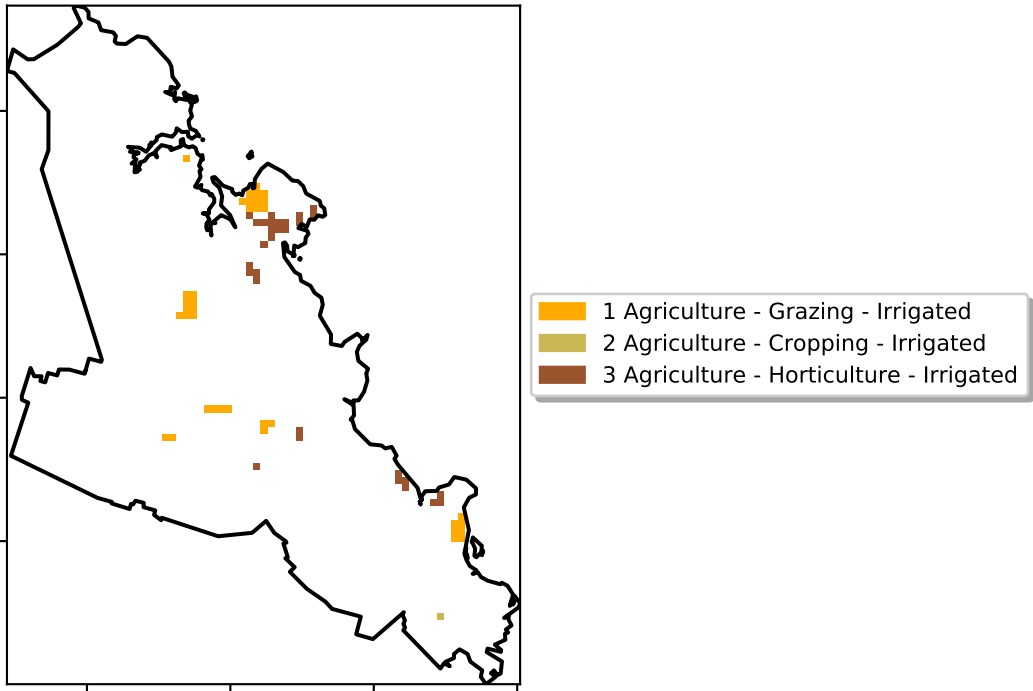 1 Agriculture - Grazing - Irrigated
2 Agriculture - Cropping - Irrigated
3 Agriculture - Horticulture - Irrigated